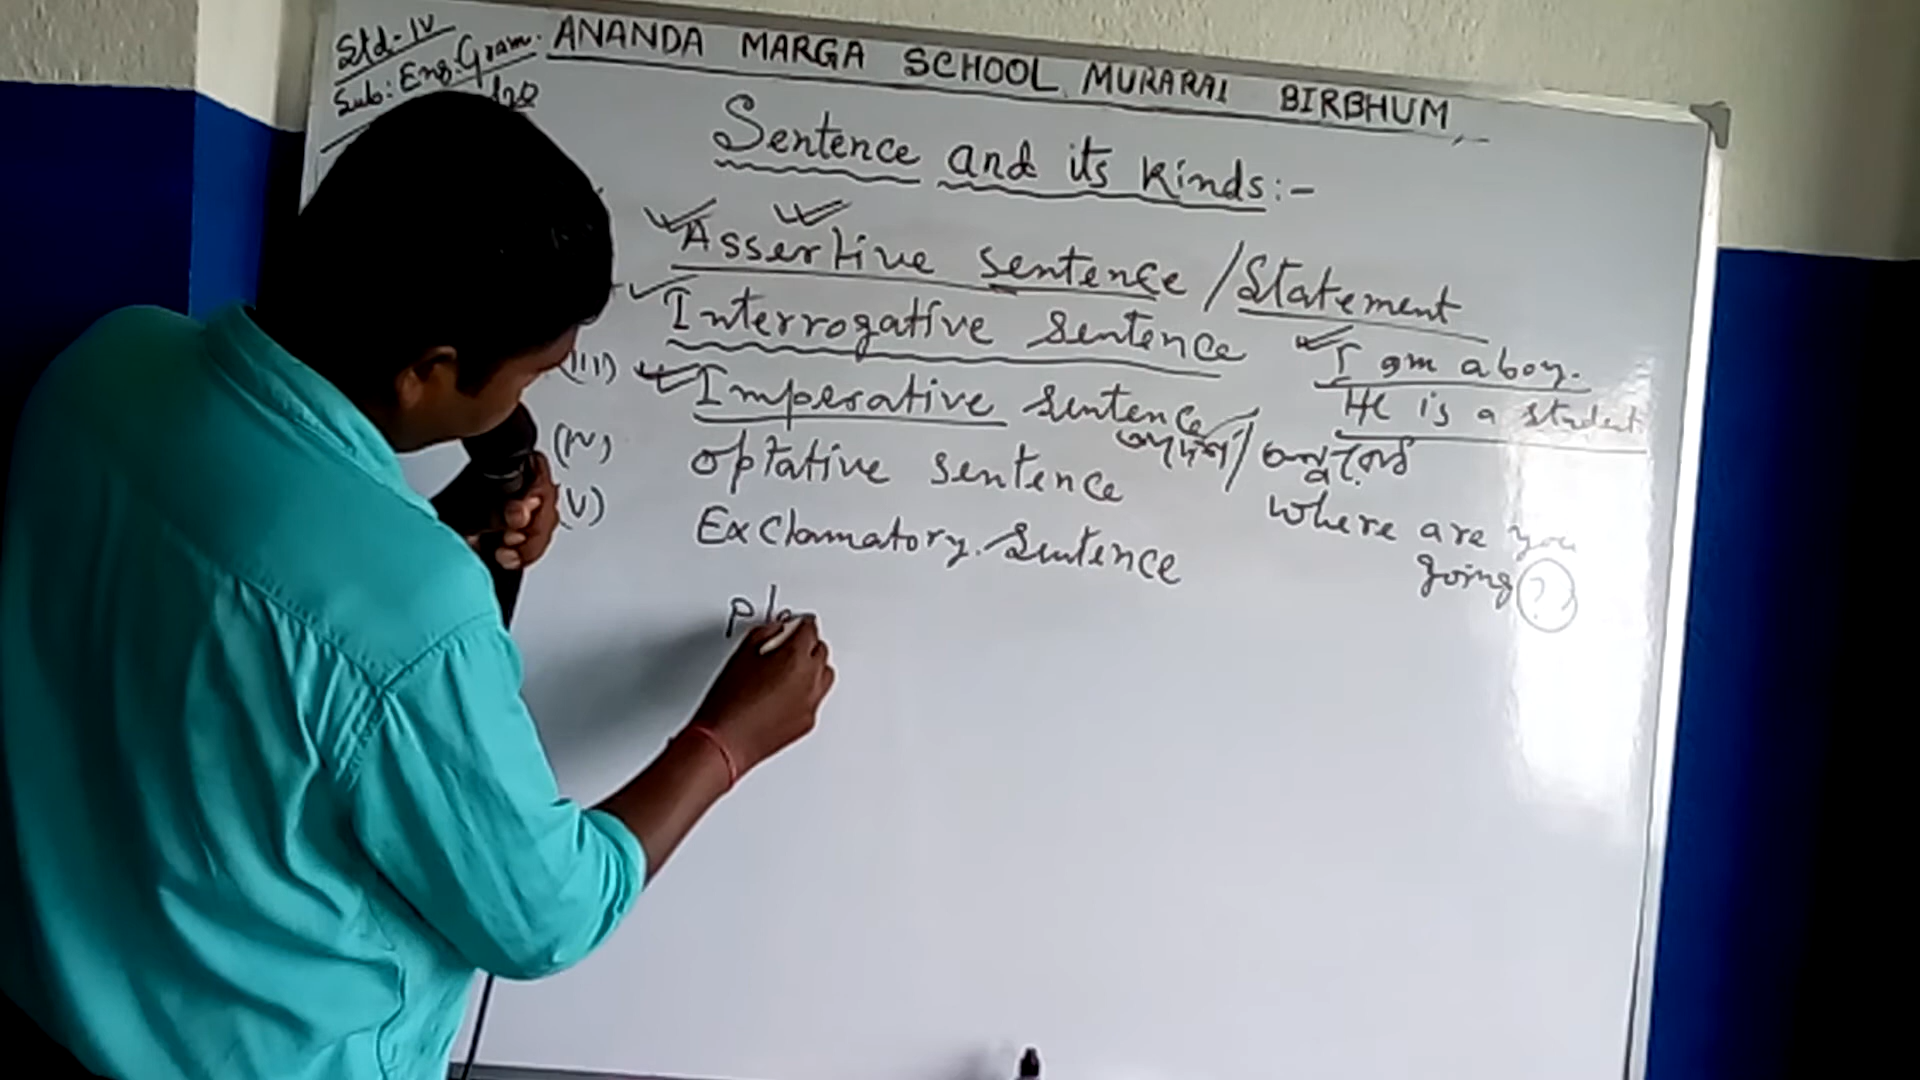 Std-IV
Sub: Eng. Gram.
ANANDA MARGA SCHOOL, MURARAI BIRBHUM
Sentence and its Kinds:-
Assertive sentence/Statement
Interrogative sentence
I am a boy.
(III) Imperative sentence
He is a student
আদেশ/অনুরোধ
(IV) Optative sentence
where are you
going?
(V) Exclamatory. Sentence